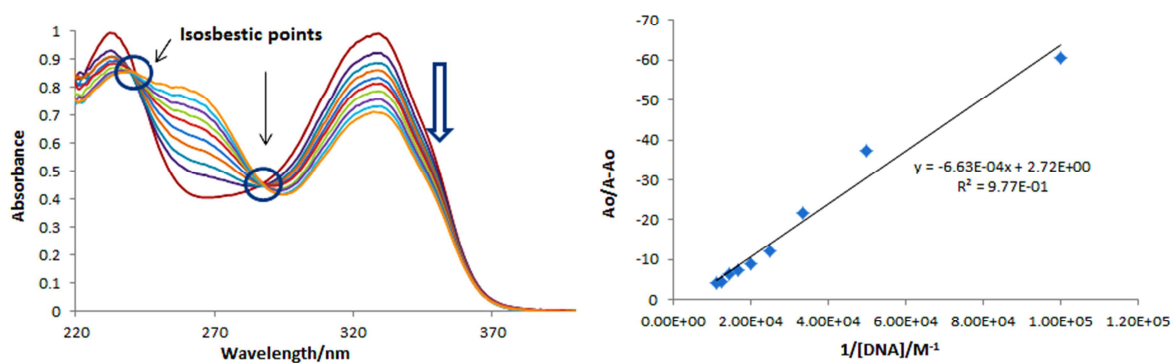 Isosbestic points
1
0.9
0.8
0.7
0.6
0.5
0.4
0.3
0.2
0.1
0
Absorbance
220
270
320
370
Wavelength/nm
-70
-60
-50
-40
-30
-20
-10
-0
Ao/A-Ao
y = -6.63E-04x + 2.72E+00
R² = 9.77E-01
0.00E+00
2.00E+04
4.00E+04
6.00E+04
8.00E+04
1.00E+05
1.20E+05
1/[DNA]/M⁻¹